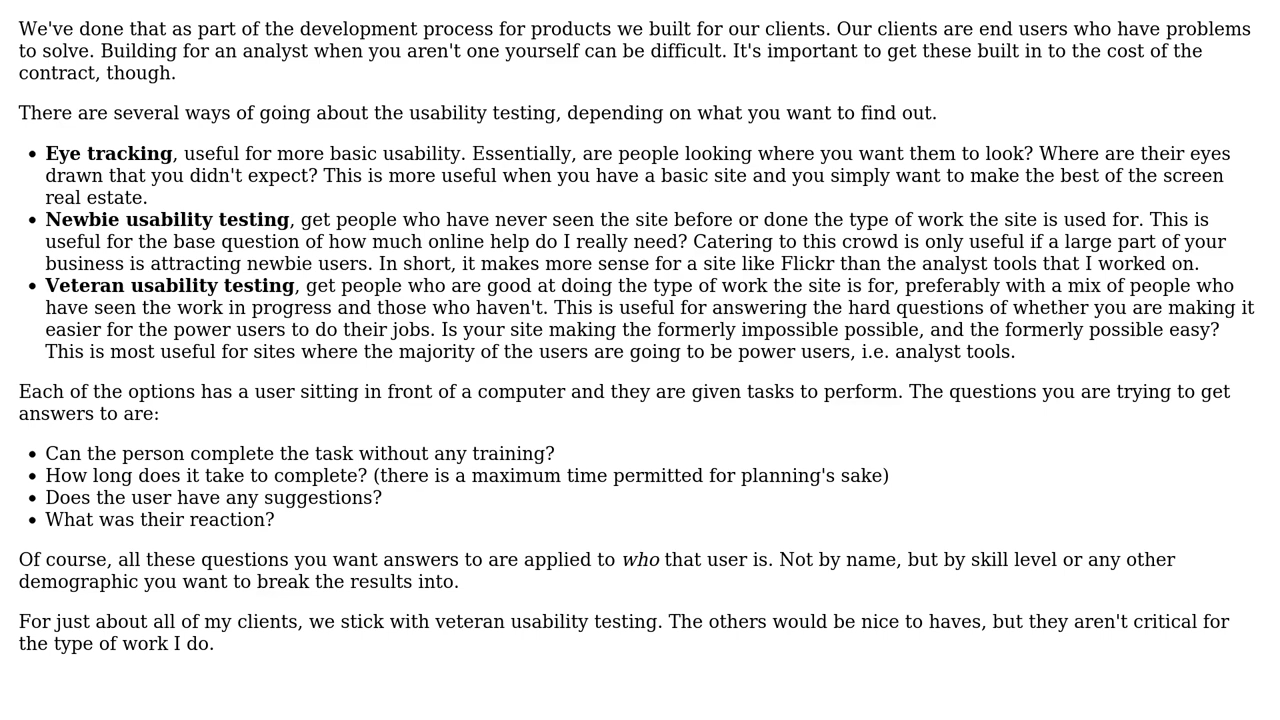 We've done that as part of the development process for products we built for our clients. Our clients are end users who have problems
to solve. Building for an analyst when you aren't one yourself can be difficult. It's important to get these built in to the cost of the
contract, though.
There are several ways of going about the usability testing, depending on what you want to find out.
• Eye tracking, useful for more basic usability. Essentially, are people looking where you want them to look? Where are their eyes
drawn that you didn't expect? This is more useful when you have a basic site and you simply want to make the best of the screen
real estate.
• Newbie usability testing, get people who have never seen the site before or done the type of work the site is used for. This is
useful for the base question of how much online help do I really need? Catering to this crowd is only useful if a large part of your
business is attracting newbie users. In short, it makes more sense for a site like Flickr than the analyst tools that I worked on.
• Veteran usability testing, get people who are good at doing the type of work the site is for, preferably with a mix of people who
have seen the work in progress and those who haven't. This is useful for answering the hard questions of whether you are making it
easier for the power users to do their jobs. Is your site making the formerly impossible possible, and the formerly possible easy?
This is most useful for sites where the majority of the users are going to be power users, i.e. analyst tools.
Each of the options has a user sitting in front of a computer and they are given tasks to perform. The questions you are trying to get
answers to are:
• Can the person complete the task without any training?
• How long does it take to complete? (there is a maximum time permitted for planning's sake)
• Does the user have any suggestions?
• What was their reaction?
Of course, all these questions you want answers to are applied to who that user is. Not by name, but by skill level or any other
demographic you want to break the results into.
For just about all of my clients, we stick with veteran usability testing. The others would be nice to haves, but they aren't critical for
the type of work I do.